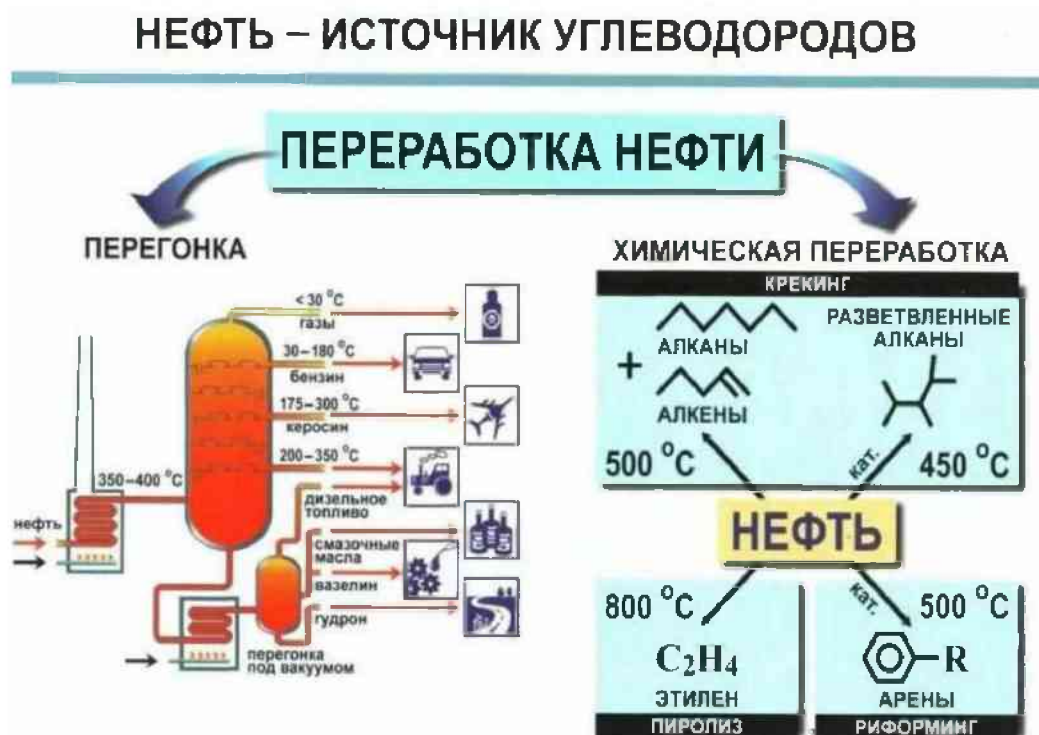 НЕФТЬ – ИСТОЧНИК УГЛЕВОДОРОДОВ
ПЕРЕРАБОТКА НЕФТИ
ПЕРЕГОНКА
< 30 °C
газы
30–180 °C
бензин
175–300 °C
керосин
200–350 °C
дизельное
топливо
350–400 °C
нефть
смазочные
масла
вазелин
гудрон
перегонка
под вакуумом
ХИМИЧЕСКАЯ ПЕРЕРАБОТКА
КРЕКИНГ
АЛКАНЫ
+
АЛКЕНЫ
500 °C
РАЗВЕТВЛЕННЫЕ
АЛКАНЫ
кат.
450 °C
НЕФТЬ
800 °C
C₂H₄
ЭТИЛЕН
ПИРОЛИЗ
кат.
500 °C
R
АРЕНЫ
РИФОРМИНГ